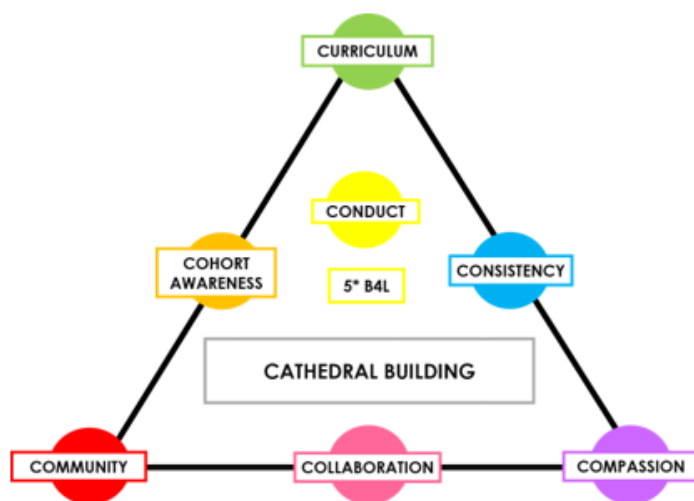 CURRICULUM
CONDUCT
COHORT
AWARENESS
CONSISTENCY
5* B4L
CATHEDRAL BUILDING
COMMUNITY
COLLABORATION
COMPASSION